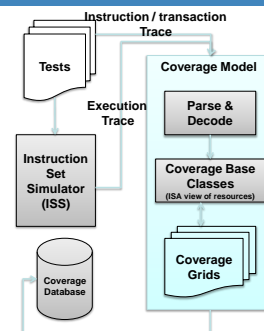 Instruction / transaction
Trace
Tests
Coverage Model
Execution
Trace
Parse &
Decode
Instruction
Set
Simulator
(ISS)
Coverage Base
Classes
(ISA view of resources)
Coverage
Grids
Coverage
Database